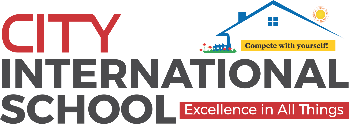 CITY
Compete with yourself!
INTERNATIONAL
SCHOOL
Excellence in All Things